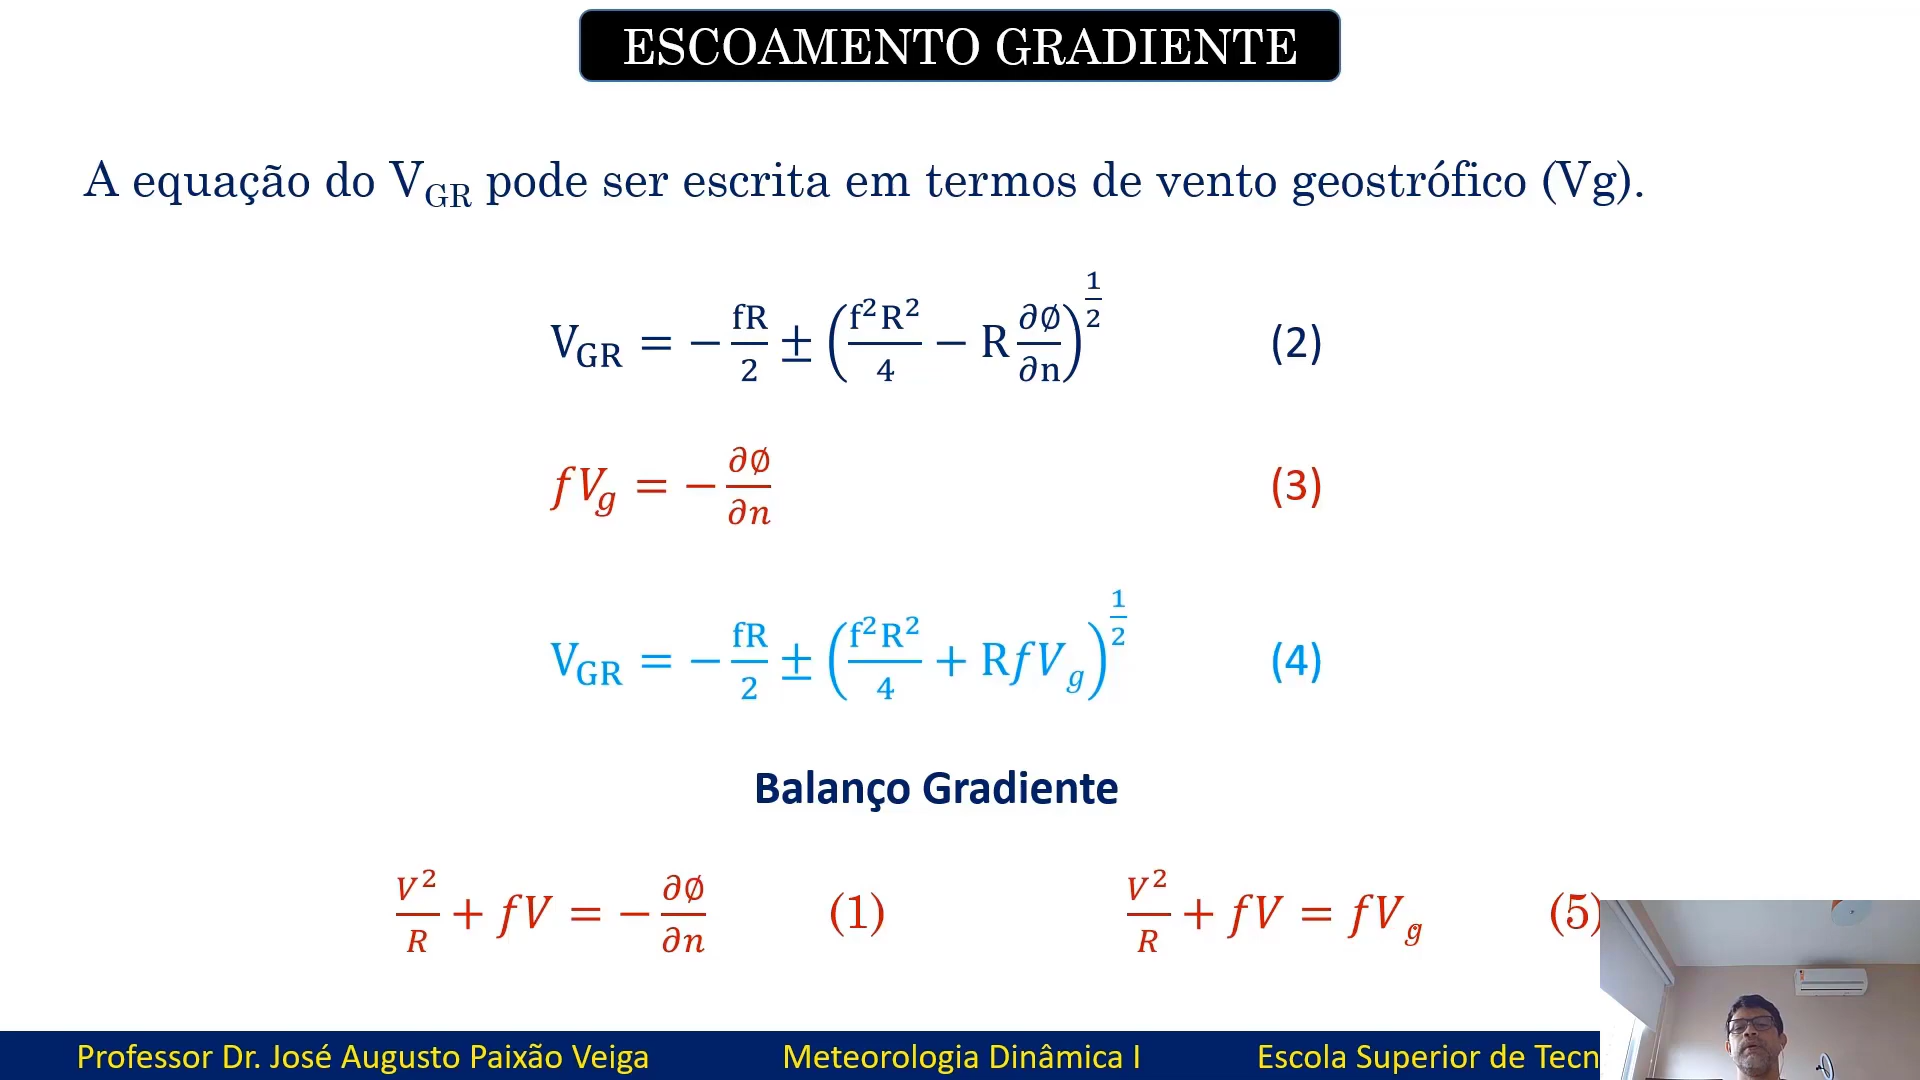 ESCOAMENTO GRADIENTE
A equação do V_GR pode ser escrita em termos de vento geostrófico (Vg).
V_GR = − fR/2 ± (f²R²/4 − R ∂∅/∂n)^(1/2) (2)
fV_g = − ∂∅/∂n (3)
V_GR = − fR/2 ± (f²R²/4 + RfV_g)^(1/2) (4)
Balanço Gradiente
V²/R + fV = − ∂∅/∂n (1) V²/R + fV = fV_g (5)
Professor Dr. José Augusto Paixão Veiga Meteorologia Dinâmica I Escola Superior de Tecn